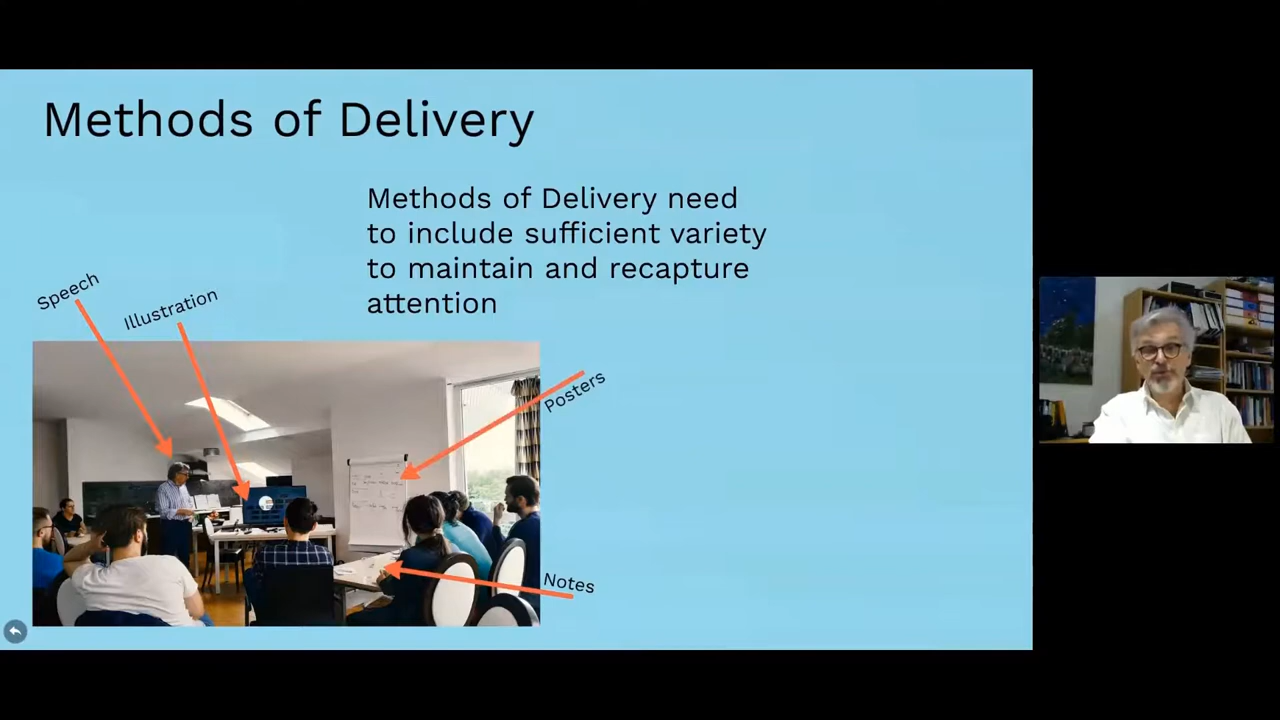 Methods of Delivery
Methods of Delivery need
to include sufficient variety
to maintain and recapture
attention
Speech
Illustration
Posters
Notes